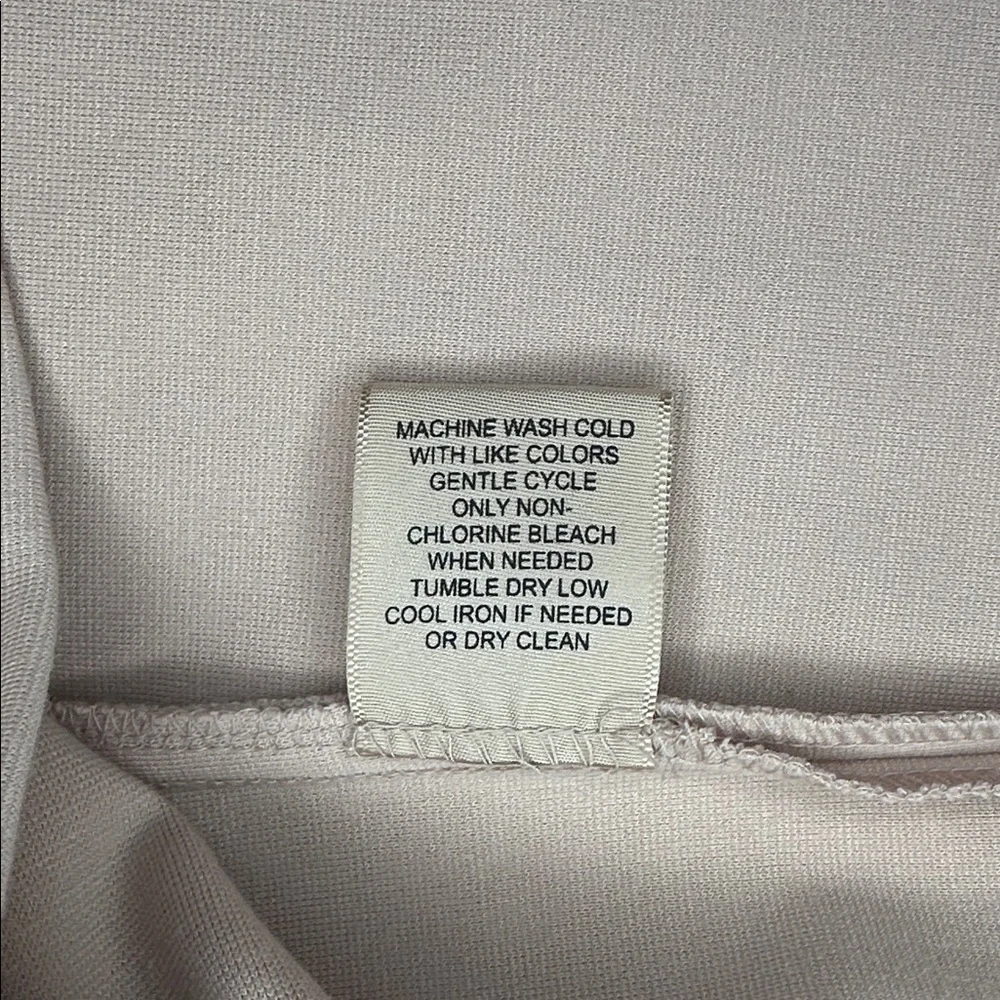 MACHINE WASH COLD
WITH LIKE COLORS
GENTLE CYCLE
ONLY NON-
CHLORINE BLEACH
WHEN NEEDED
TUMBLE DRY LOW
COOL IRON IF NEEDED
OR DRY CLEAN